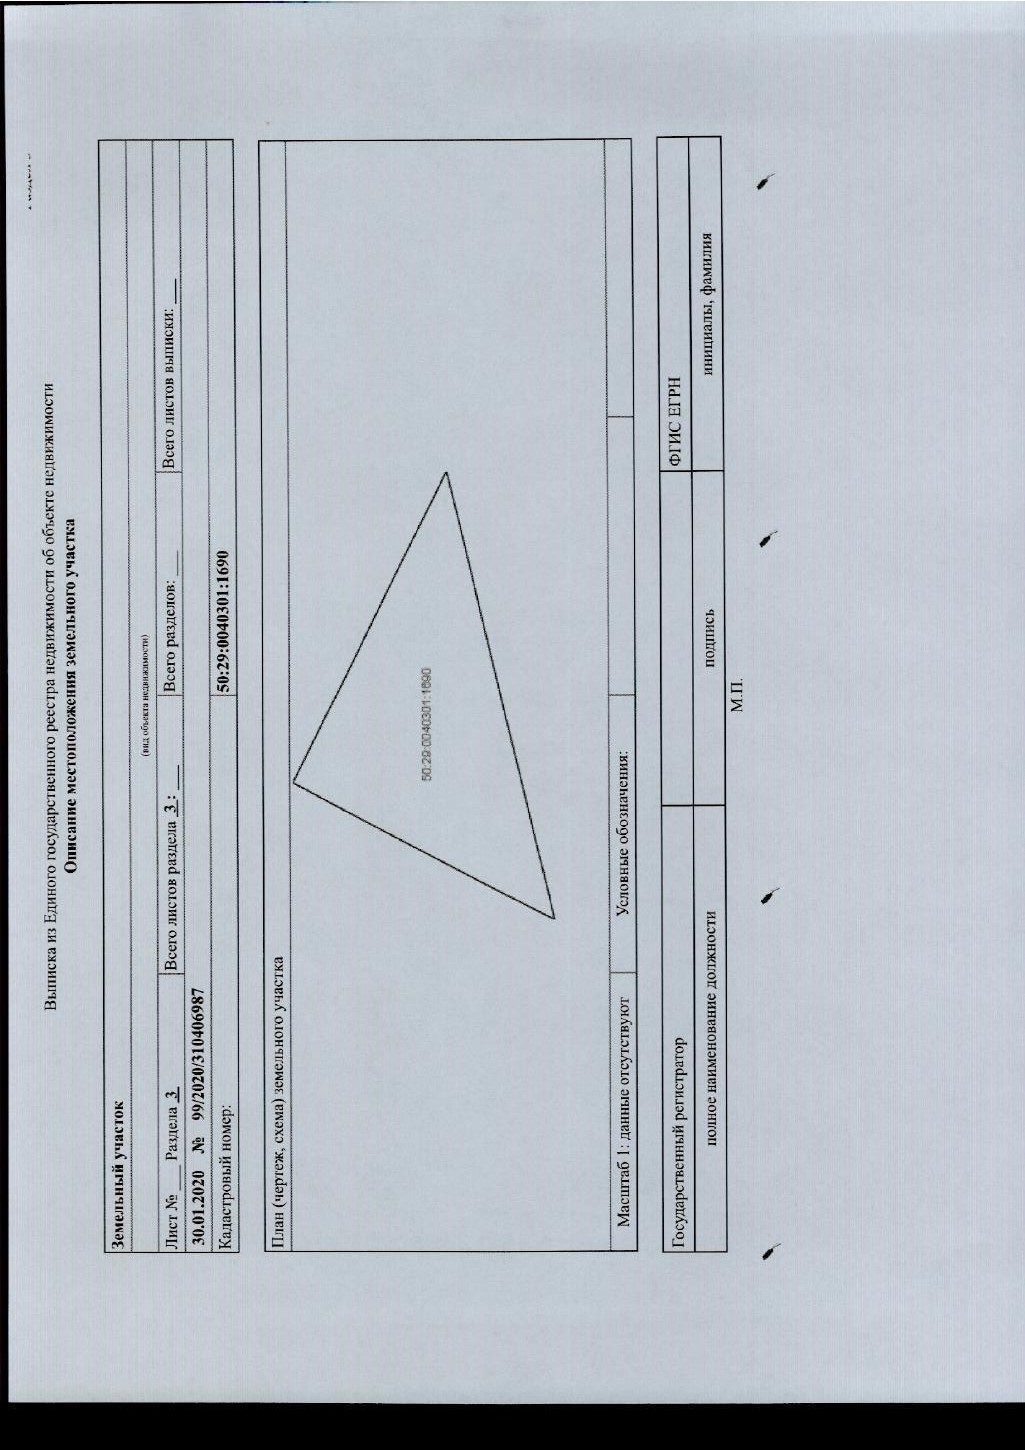 Выписка из Единого государственного реестра недвижимости об объекте недвижимости
Описание местоположения земельного участка
Земельный участок
(вид объекта недвижимости)
Лист № ___ Раздела 3 Всего листов раздела 3 : ___ Всего разделов: ___ Всего листов выписки: ___
30.01.2020 № 99/2020/310406987
Кадастровый номер: 50:29:0040301:1690
План (чертеж, схема) земельного участка
50:29:0040301:1690
Масштаб 1: данные отсутствуют Условные обозначения:
Государственный регистратор ФГИС ЕГРН
полное наименование должности подпись инициалы, фамилия
М.П.